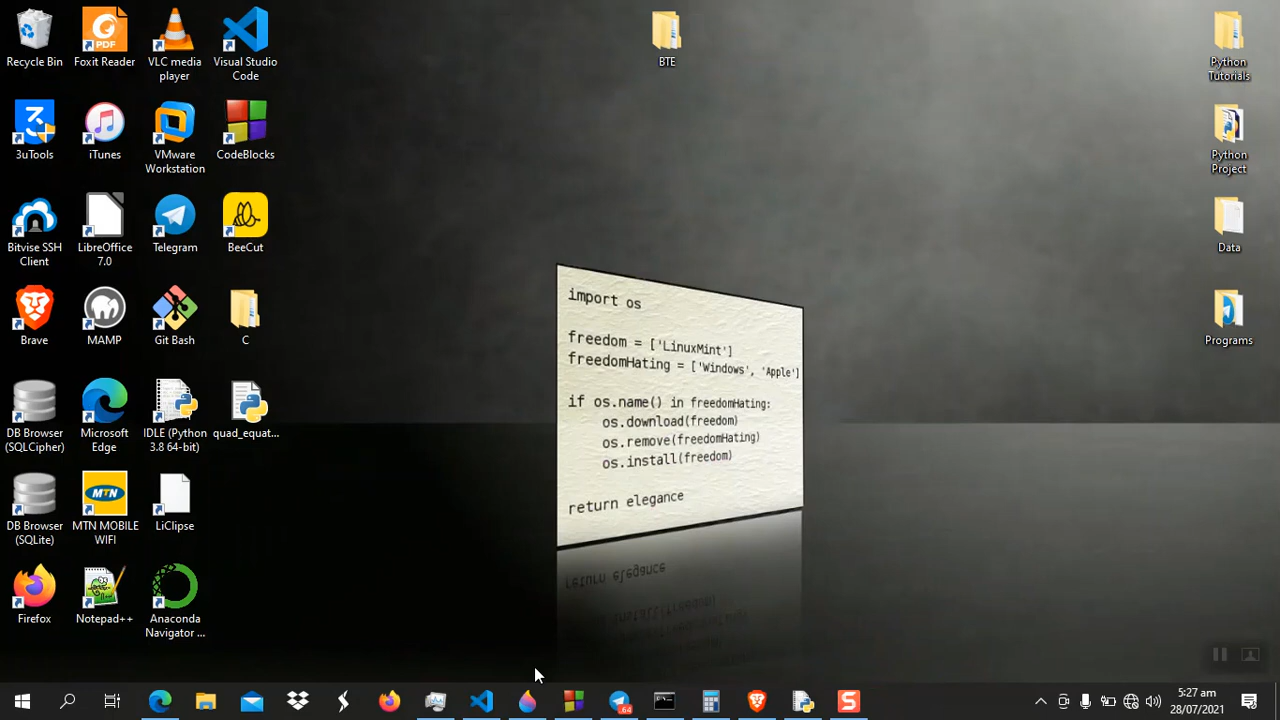 Recycle Bin
Foxit Reader
VLC media
player
Visual Studio
Code
BTE
Python
Tutorials
3uTools
iTunes
VMware
Workstation
CodeBlocks
Python
Project
Bitvise SSH
Client
LibreOffice
7.0
Telegram
BeeCut
Data
Brave
MAMP
Git Bash
C
Programs
DB Browser
(SQLCipher)
Microsoft
Edge
IDLE (Python
3.8 64-bit)
quad_equat...
DB Browser
(SQLite)
MTN
MTN MOBILE
WIFI
LiClipse
Firefox
Notepad++
Anaconda
Navigator ...
PDF
import os
freedom = ['LinuxMint']
freedomHating = ['Windows', 'Apple']
if os.name() in freedomHating:
os.download(freedom)
os.remove(freedomHating)
os.install(freedom)
return elegance
64
5:27 am
28/07/2021